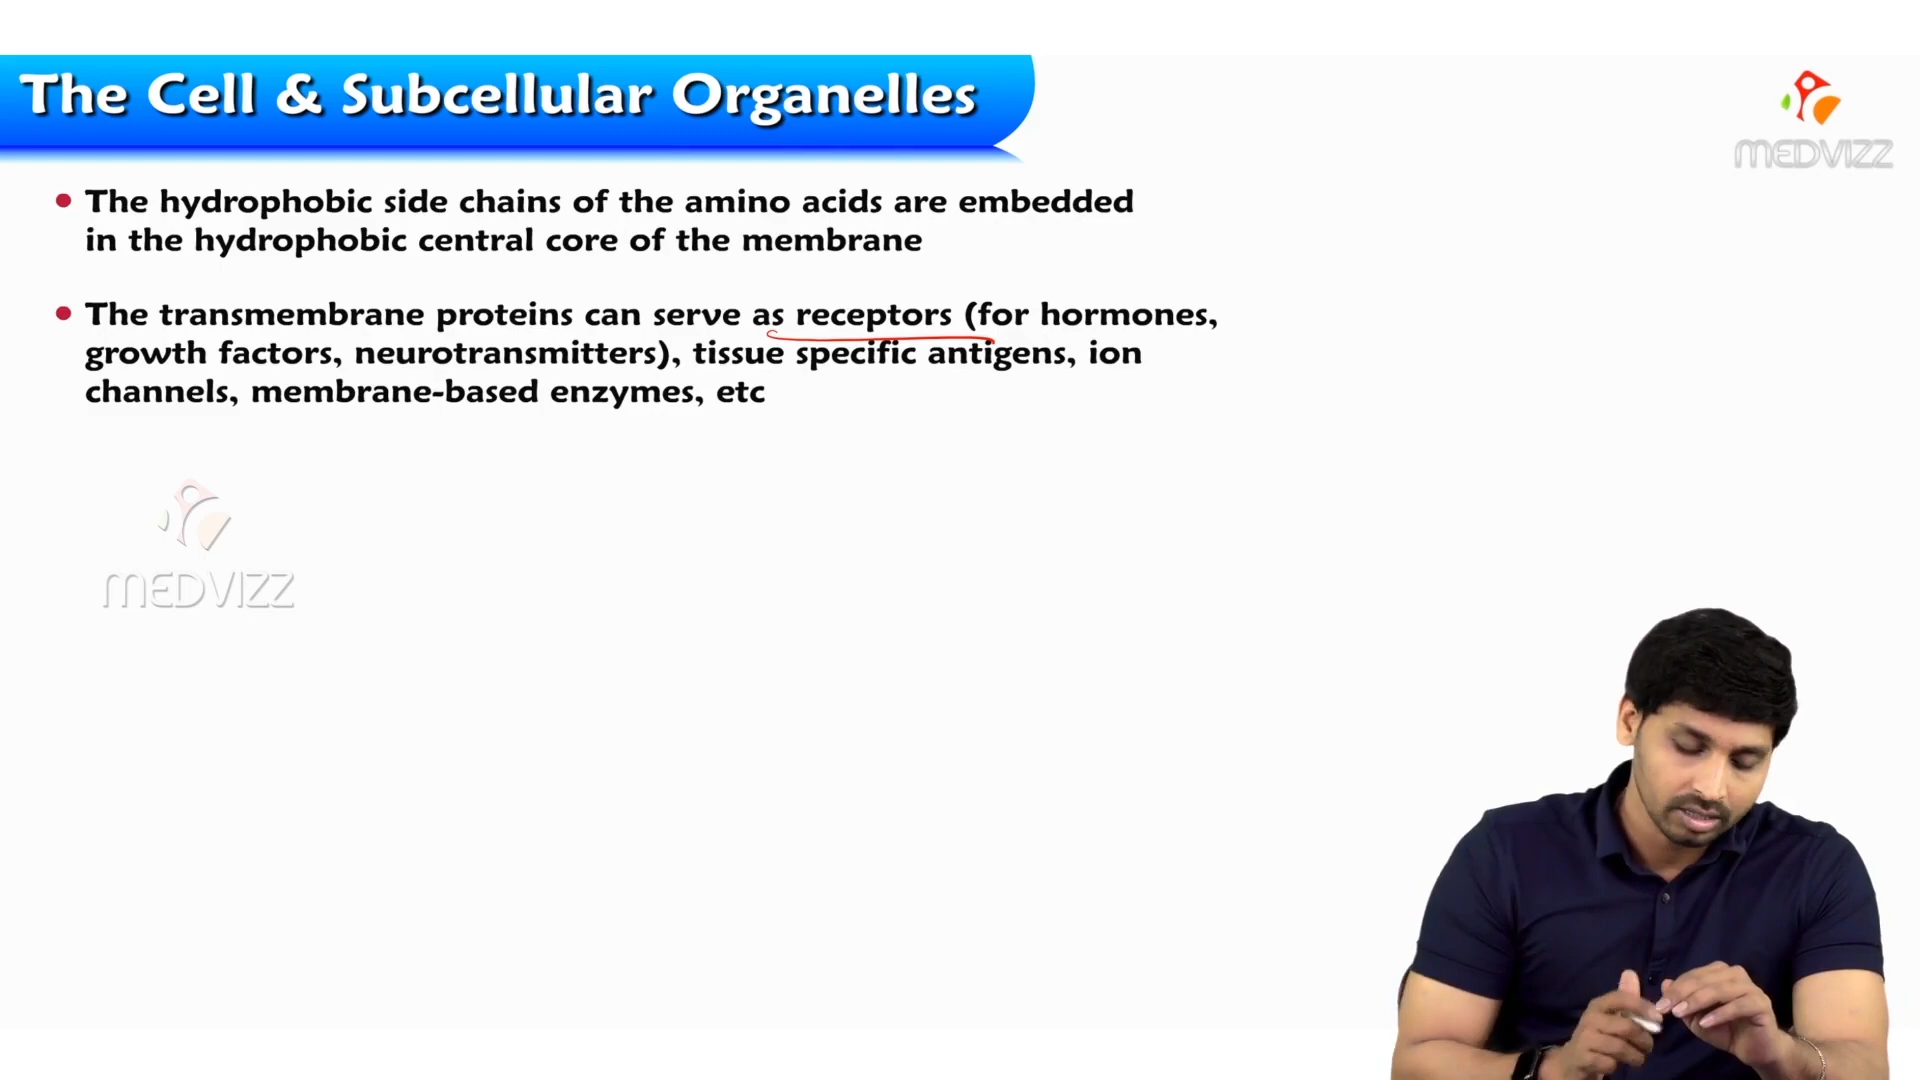 The Cell & Subcellular Organelles
MEDVIZZ
• The hydrophobic side chains of the amino acids are embedded
in the hydrophobic central core of the membrane
• The transmembrane proteins can serve as receptors (for hormones,
growth factors, neurotransmitters), tissue specific antigens, ion
channels, membrane-based enzymes, etc
MEDVIZZ